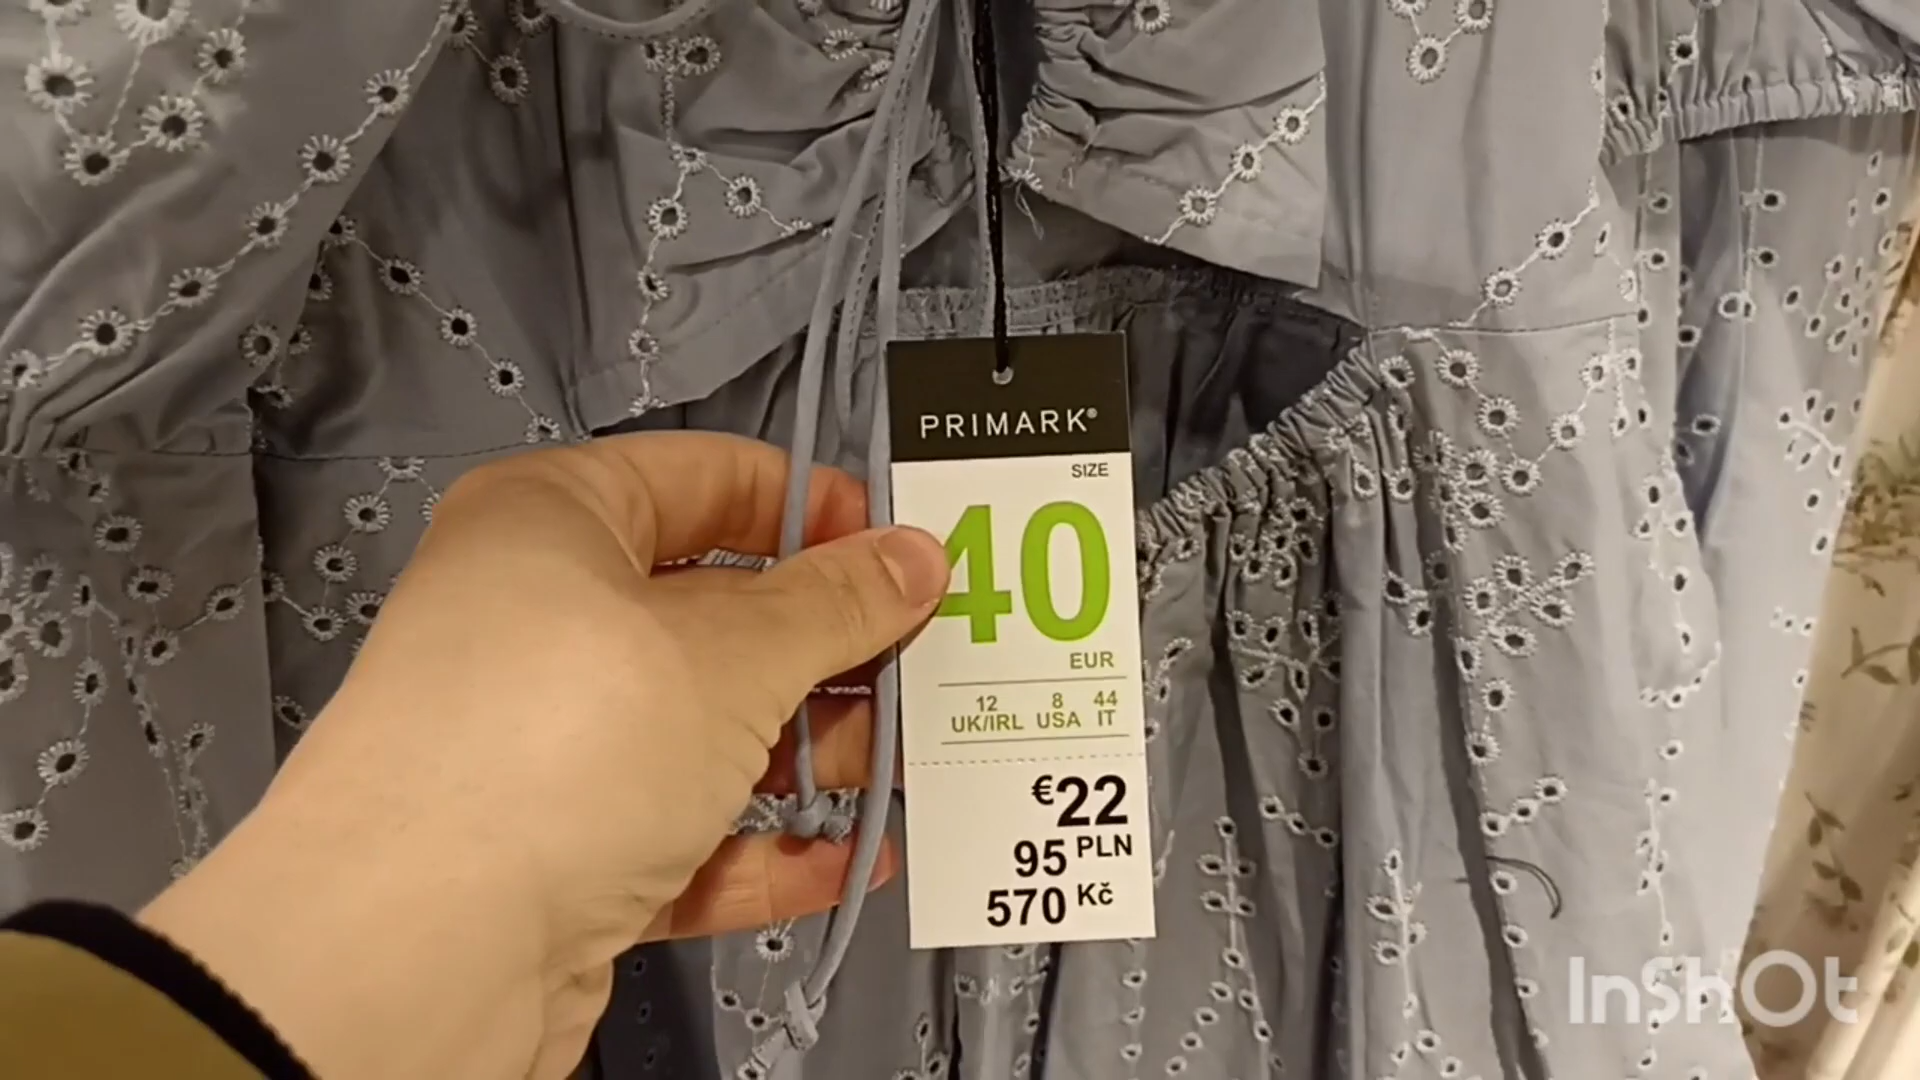 PRIMARK®
SIZE
40
EUR
12 8 44
UK/IRL USA IT
€22
95 PLN
570 Kč
InShOt